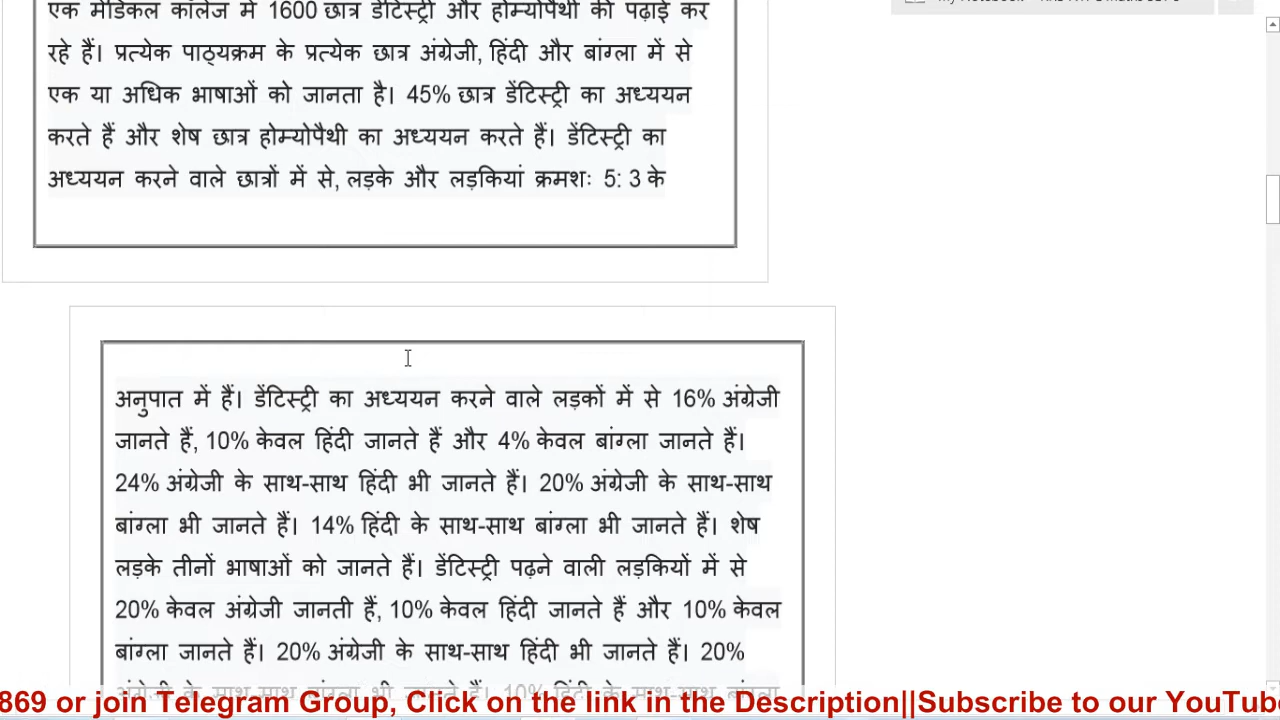 एक मेडिकल कॉलेज में 1600 छात्र डेंटिस्ट्री और होम्योपैथी की पढ़ाई कर
रहे हैं। प्रत्येक पाठ्यक्रम के प्रत्येक छात्र अंग्रेजी, हिंदी और बांग्ला में से
एक या अधिक भाषाओं को जानता है। 45% छात्र डेंटिस्ट्री का अध्ययन
करते हैं और शेष छात्र होम्योपैथी का अध्ययन करते हैं। डेंटिस्ट्री का
अध्ययन करने वाले छात्रों में से, लड़के और लड़कियां क्रमशः 5: 3 के
अनुपात में हैं। डेंटिस्ट्री का अध्ययन करने वाले लड़कों में से 16% अंग्रेजी
जानते हैं, 10% केवल हिंदी जानते हैं और 4% केवल बांग्ला जानते हैं।
24% अंग्रेजी के साथ-साथ हिंदी भी जानते हैं। 20% अंग्रेजी के साथ-साथ
बांग्ला भी जानते हैं। 14% हिंदी के साथ-साथ बांग्ला भी जानते हैं। शेष
लड़के तीनों भाषाओं को जानते हैं। डेंटिस्ट्री पढ़ने वाली लड़कियों में से
20% केवल अंग्रेजी जानती हैं, 10% केवल हिंदी जानते हैं और 10% केवल
बांग्ला जानते हैं। 20% अंग्रेजी के साथ-साथ हिंदी भी जानते हैं। 20%
अंग्रेजी के साथ-साथ बांग्ला भी जानते हैं। 10% हिंदी के साथ-साथ बांग्ला
869 or join Telegram Group, Click on the link in the Description||Subscribe to our YouTub